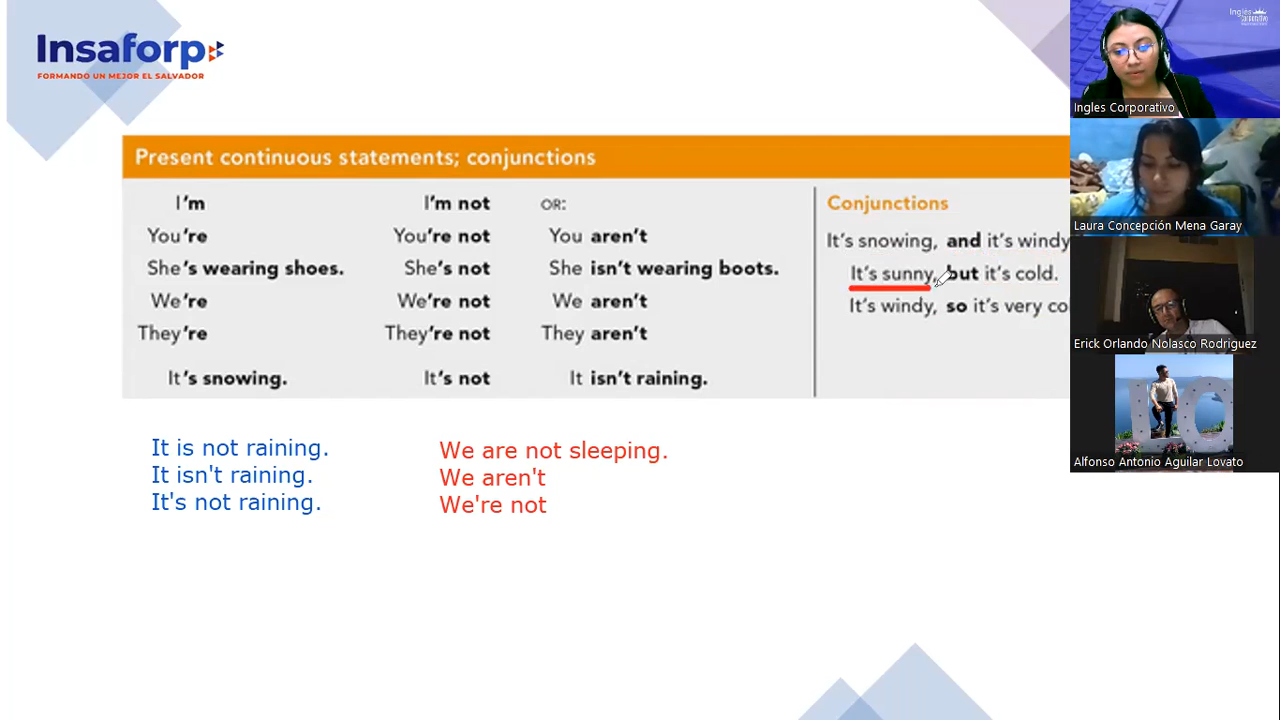 Insaforp
FORMANDO UN MEJOR EL SALVADOR
Present continuous statements; conjunctions
I'm I'm not OR:
You're You're not You aren't
She's wearing shoes. She's not She isn't wearing boots.
We're We're not We aren't
They're They're not They aren't
It's snowing. It's not It isn't raining.
Conjunctions
It's snowing, and it's windy
It's sunny, but it's cold.
It's windy, so it's very co
It is not raining.
It isn't raining.
It's not raining.
We are not sleeping.
We aren't
We're not
Inglés
Corporativo
Ingles Corporativo
Laura Concepción Mena Garay
Erick Orlando Nolasco Rodriguez
LO
Alfonso Antonio Aguilar Lovato